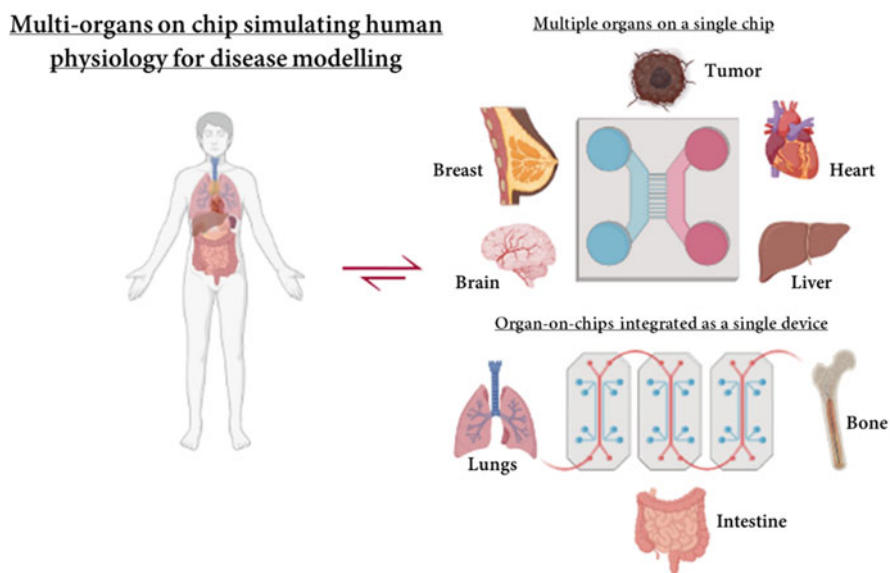 Multi-organs on chip simulating human
physiology for disease modelling
Multiple organs on a single chip
Tumor
Breast
Heart
Brain
Liver
Organ-on-chips integrated as a single device
Lungs
Bone
Intestine